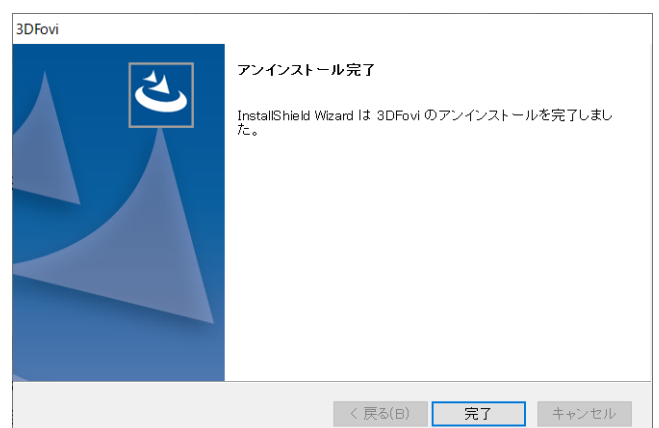 3DFovi
アンインストール完了
InstallShield Wizard は 3DFovi のアンインストールを完了しまし
た。
< 戻る(B)
完了
キャンセル